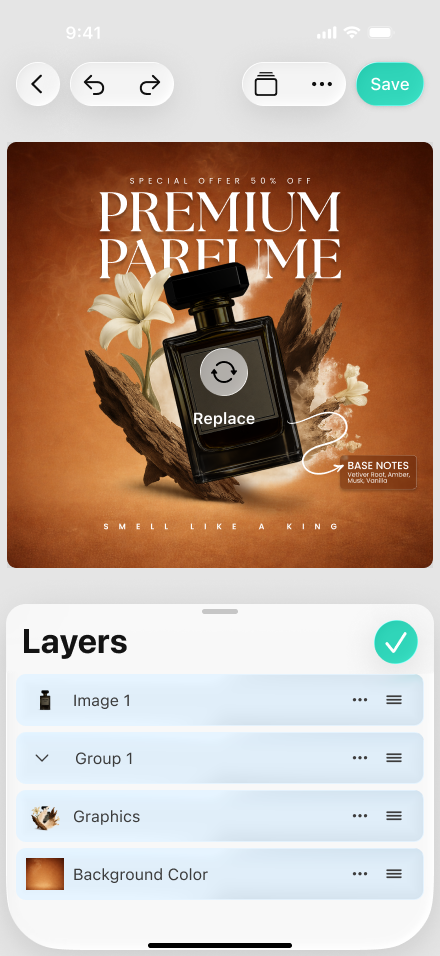 9:41
Save
SPECIAL OFFER 50% OFF
PREMIUM
PARFUME
Replace
BASE NOTES
Vetiver Root, Amber,
Musk, Vanilla
SMELL LIKE A KING
Layers
Image 1
Group 1
Graphics
Background Color